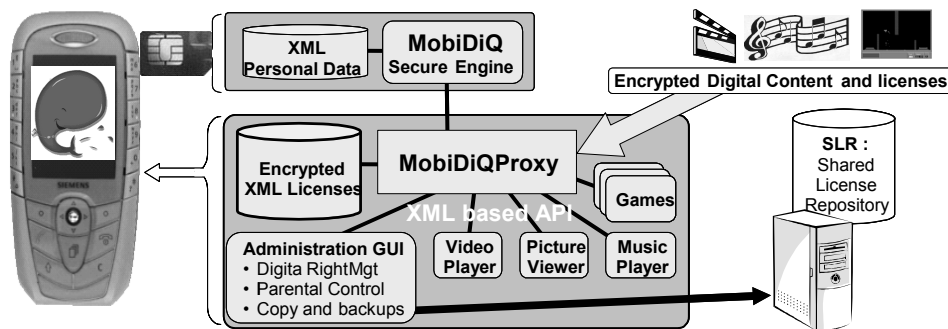 XML
Personal Data
MobiDiQ
Secure Engine
Encrypted Digital Content and licenses
SLR :
Shared
License
Repository
Encrypted
XML Licenses
MobiDiQProxy
Games
XML based API
Administration GUI
• Digita RightMgt
• Parental Control
• Copy and backups
Video
Player
Picture
Viewer
Music
Player
SIEMENS